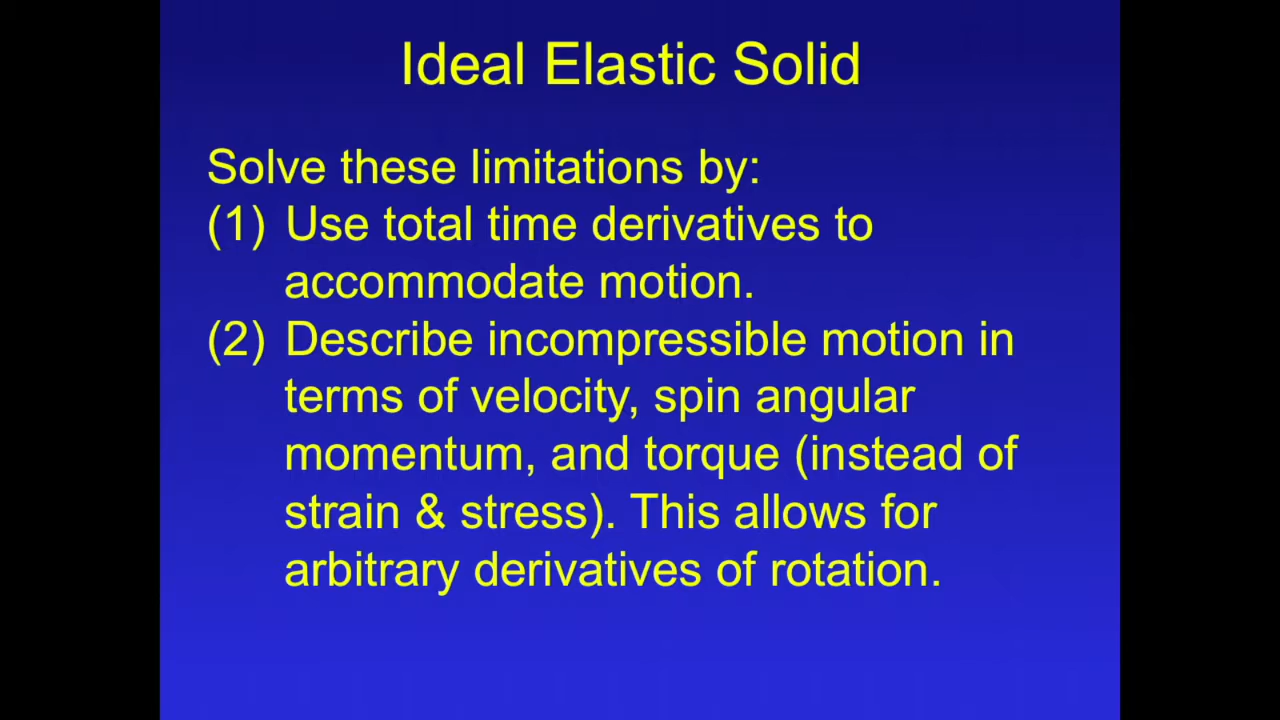 Ideal Elastic Solid
Solve these limitations by:
(1) Use total time derivatives to
accommodate motion.
(2) Describe incompressible motion in
terms of velocity, spin angular
momentum, and torque (instead of
strain & stress). This allows for
arbitrary derivatives of rotation.